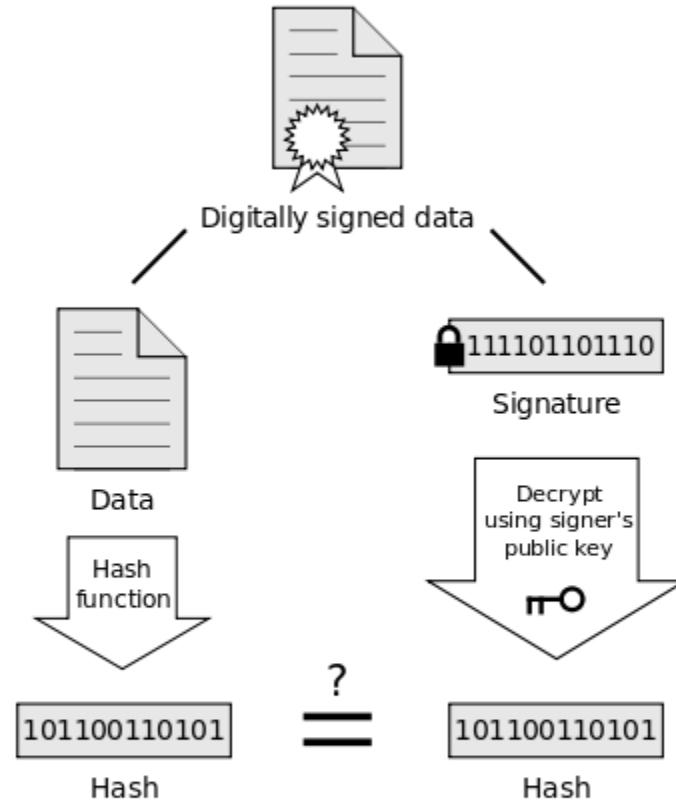 Digitally signed data
111101101110
Signature
Data
Decrypt
using signer's
public key
Hash
function
?
=
101100110101
101100110101
Hash
Hash